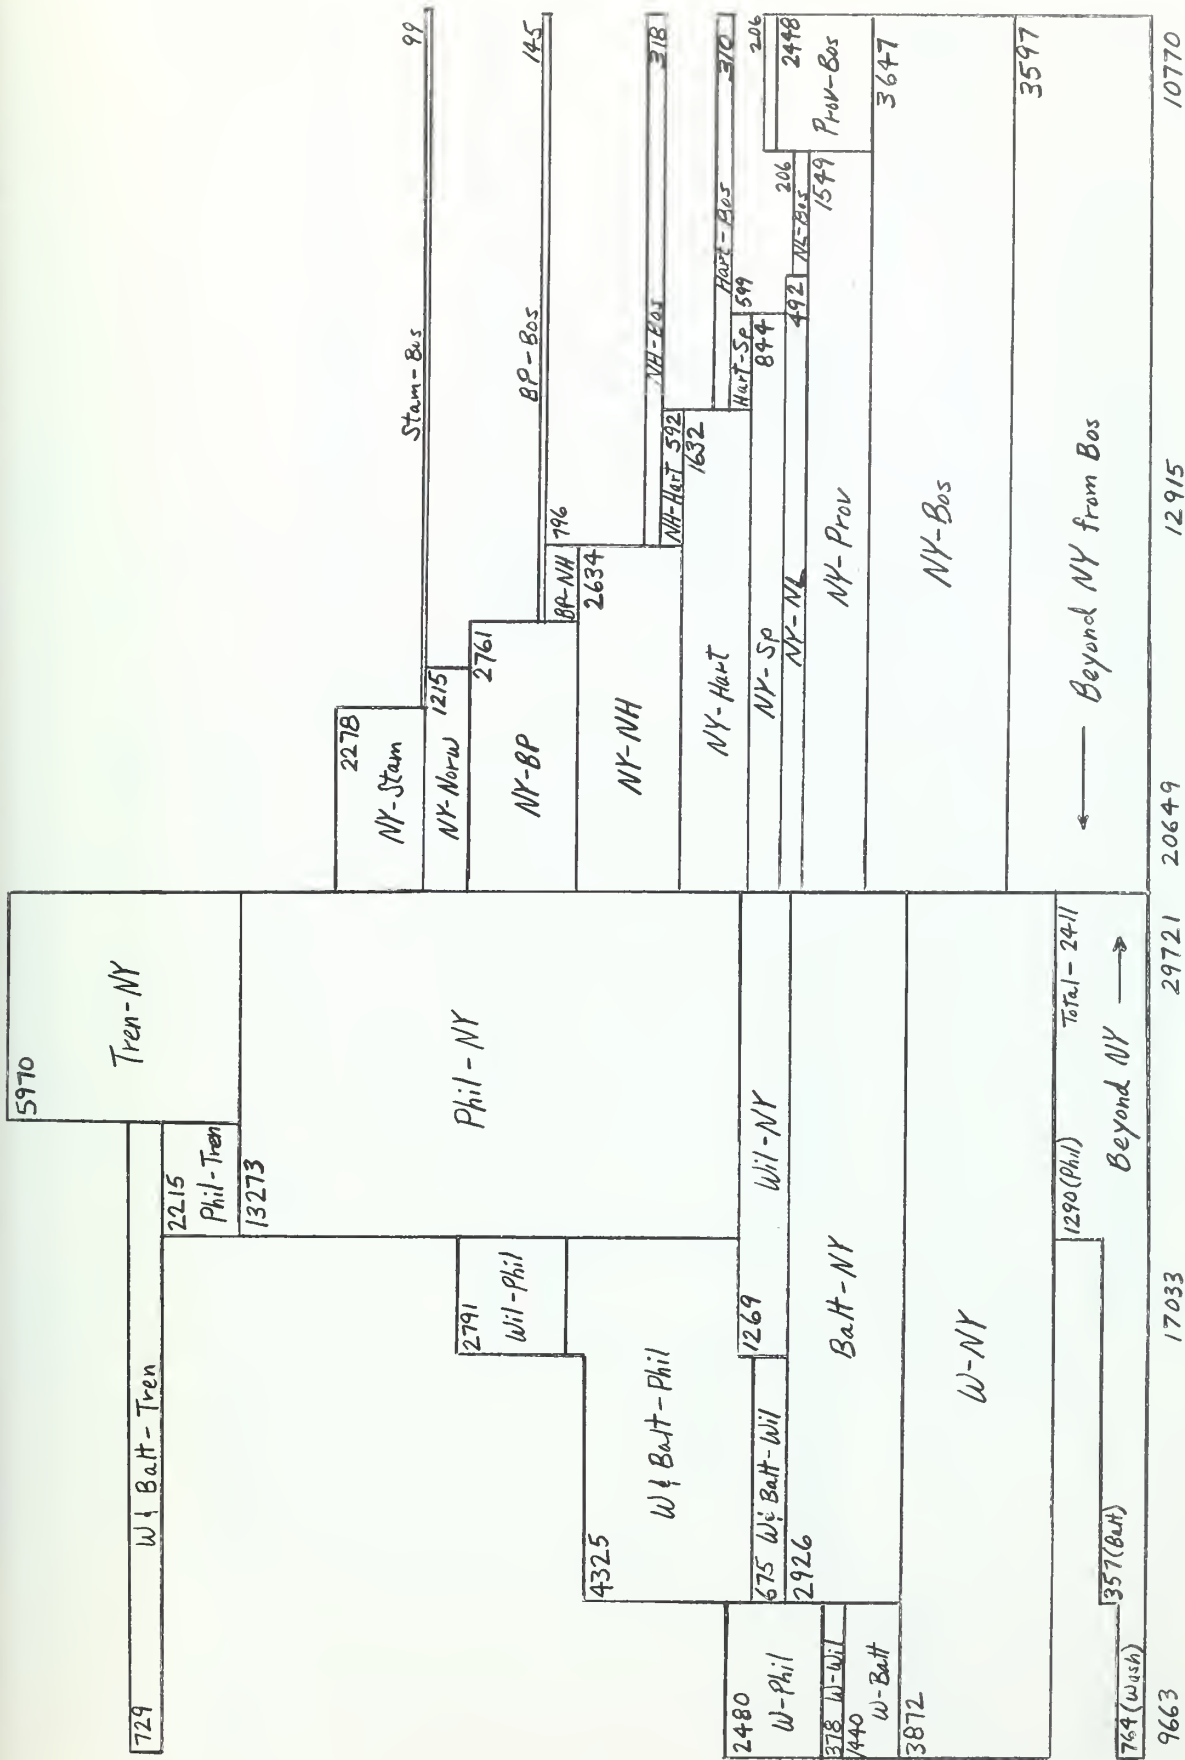 5970
Tren-NY
729
W & Balt-Tren
2215
Phil-Tren
13273
Phil-NY
2791
Wil-Phil
4325
W & Balt-Phil
1269
Wil-NY
675 W & Balt-Wil
2926
Balt-NY
2480
W-Phil
378 W-Wil
1440
W-Balt
3872
W-NY
1290 (Phil)
Total - 2411
357 (Balt)
764 (Wash)
Beyond NY →
2278
NY-Stam
Stam-Bos
99
1215
NY-Norw
2761
NY-BP
BP-Bos
145
BP-NH
796
2634
NY-NH
NH-Bos
318
NH-Hart 592
1632
NY-Hart
Hart-Bos
310
Hart-Sp
599
844
NY-Sp
206
2448
Prov-Bos
492
NY-NL
206
NL-Bos
1549
NY-Prov
3647
NY-Bos
3597
← Beyond NY from Bos
9663 17033 29721 20649 12915 10770